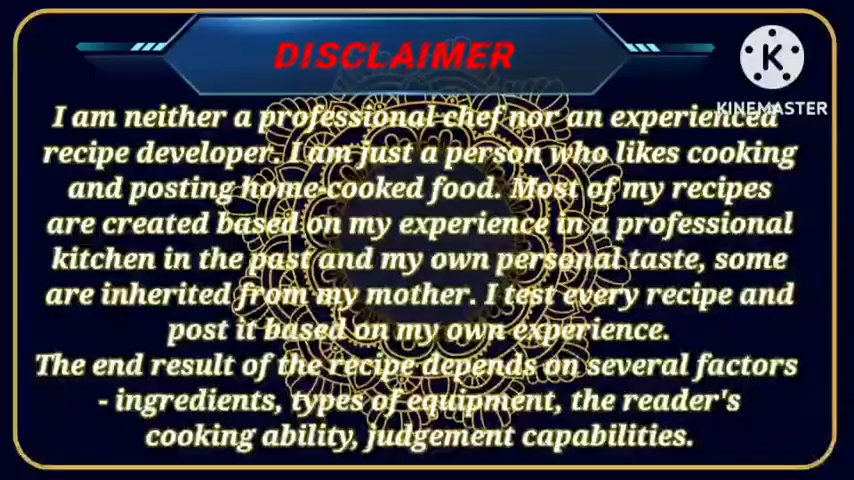 DISCLAIMER
KINEMASTER
I am neither a professional chef nor an experienced
recipe developer. I am just a person who likes cooking
and posting home-cooked food. Most of my recipes
are created based on my experience in a professional
kitchen in the past and my own personal taste, some
are inherited from my mother. I test every recipe and
post it based on my own experience.
The end result of the recipe depends on several factors
- ingredients, types of equipment, the reader's
cooking ability, judgement capabilities.